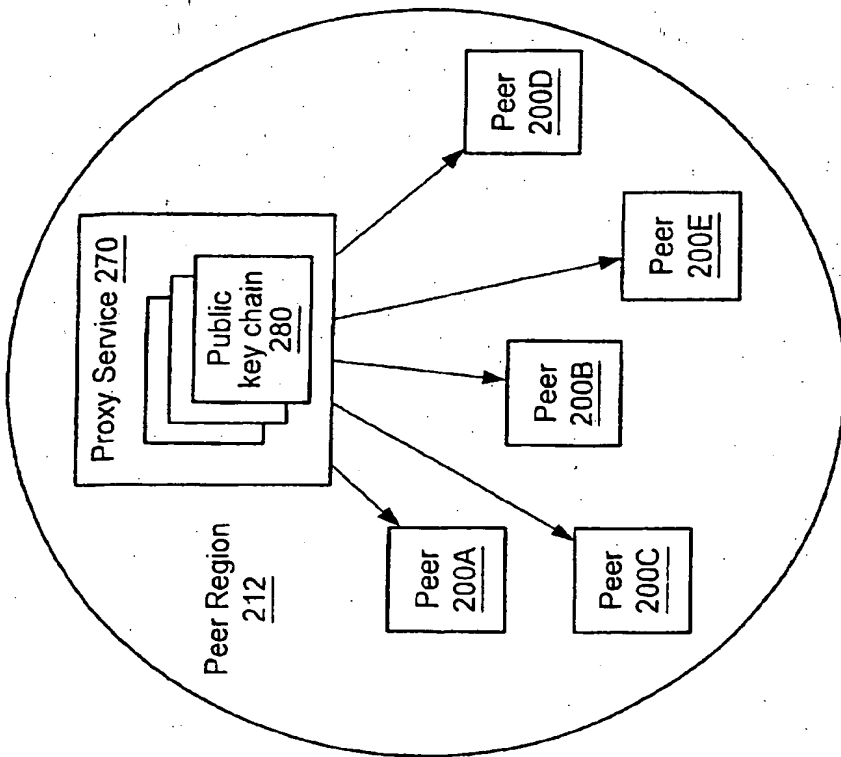 Peer Region
212
Proxy Service 270
Public
key chain
280
Peer
200A
Peer
200C
Peer
200B
Peer
200E
Peer
200D